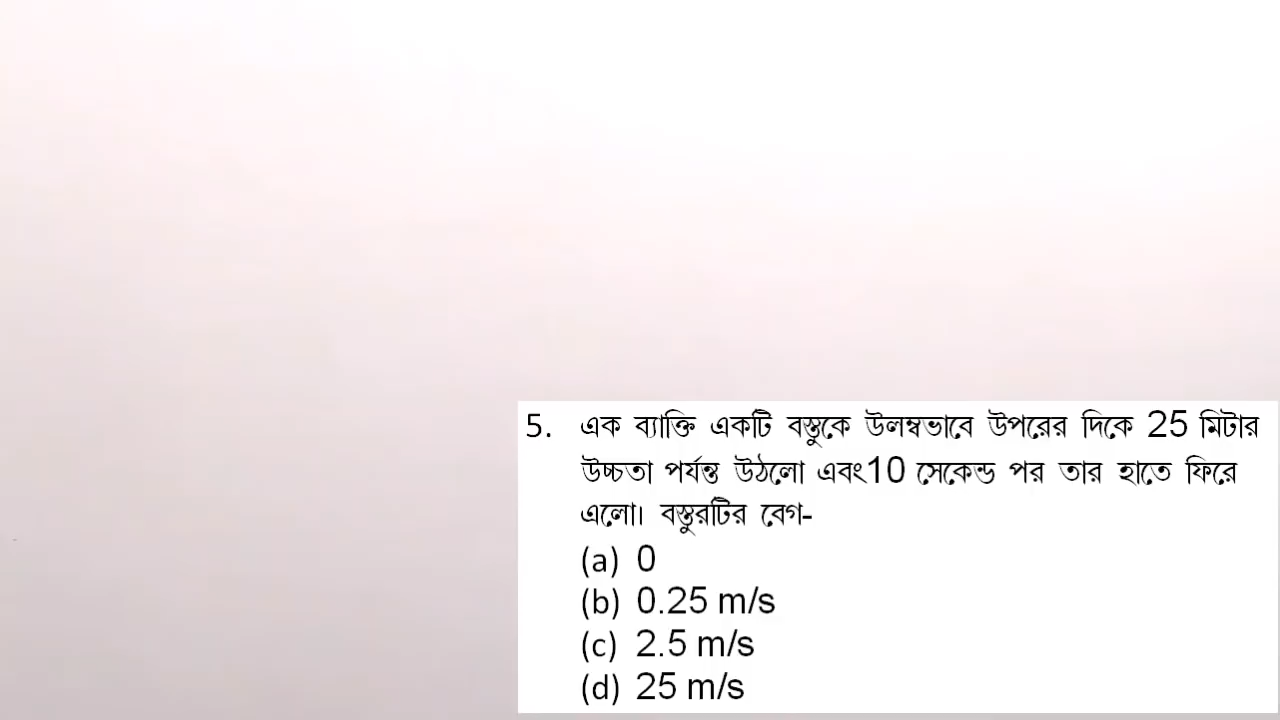 5. এক ব্যাক্তি একটি বস্তুকে উলম্বভাবে উপরের দিকে 25 মিটার
উচ্চতা পর্যন্ত উঠলো এবং10 সেকেন্ড পর তার হাতে ফিরে
এলো। বস্তুরটির বেগ-
(a) 0
(b) 0.25 m/s
(c) 2.5 m/s
(d) 25 m/s